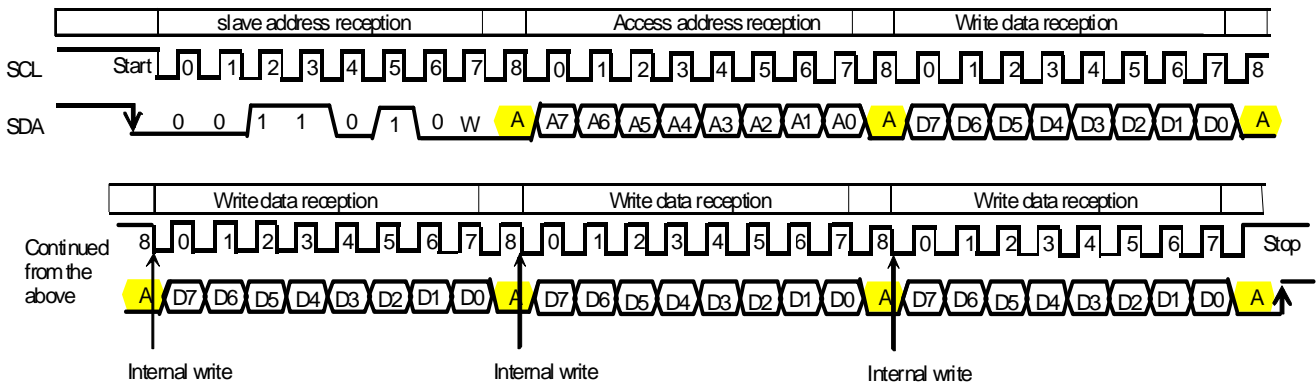 slave address reception Access address reception Write data reception
SCL Start 0 1 2 3 4 5 6 7 8 0 1 2 3 4 5 6 7 8 0 1 2 3 4 5 6 7 8
SDA 0 0 1 1 0 1 0 W A A7 A6 A5 A4 A3 A2 A1 A0 A D7 D6 D5 D4 D3 D2 D1 D0 A
Write data reception Write data reception Write data reception
8 0 1 2 3 4 5 6 7 8 0 1 2 3 4 5 6 7 8 0 1 2 3 4 5 6 7 Stop
Continued
from the
above
A D7 D6 D5 D4 D3 D2 D1 D0 A D7 D6 D5 D4 D3 D2 D1 D0 A D7 D6 D5 D4 D3 D2 D1 D0 A
Internal write Internal write Internal write